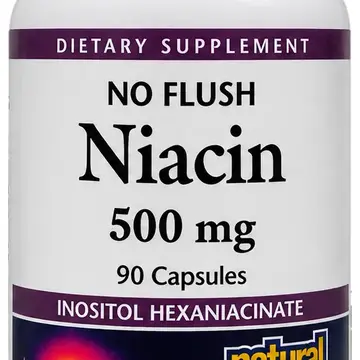 DIETARY SUPPLEMENT
NO FLUSH
Niacin
500 mg
90 Capsules
INOSITOL HEXANIACINATE
natural